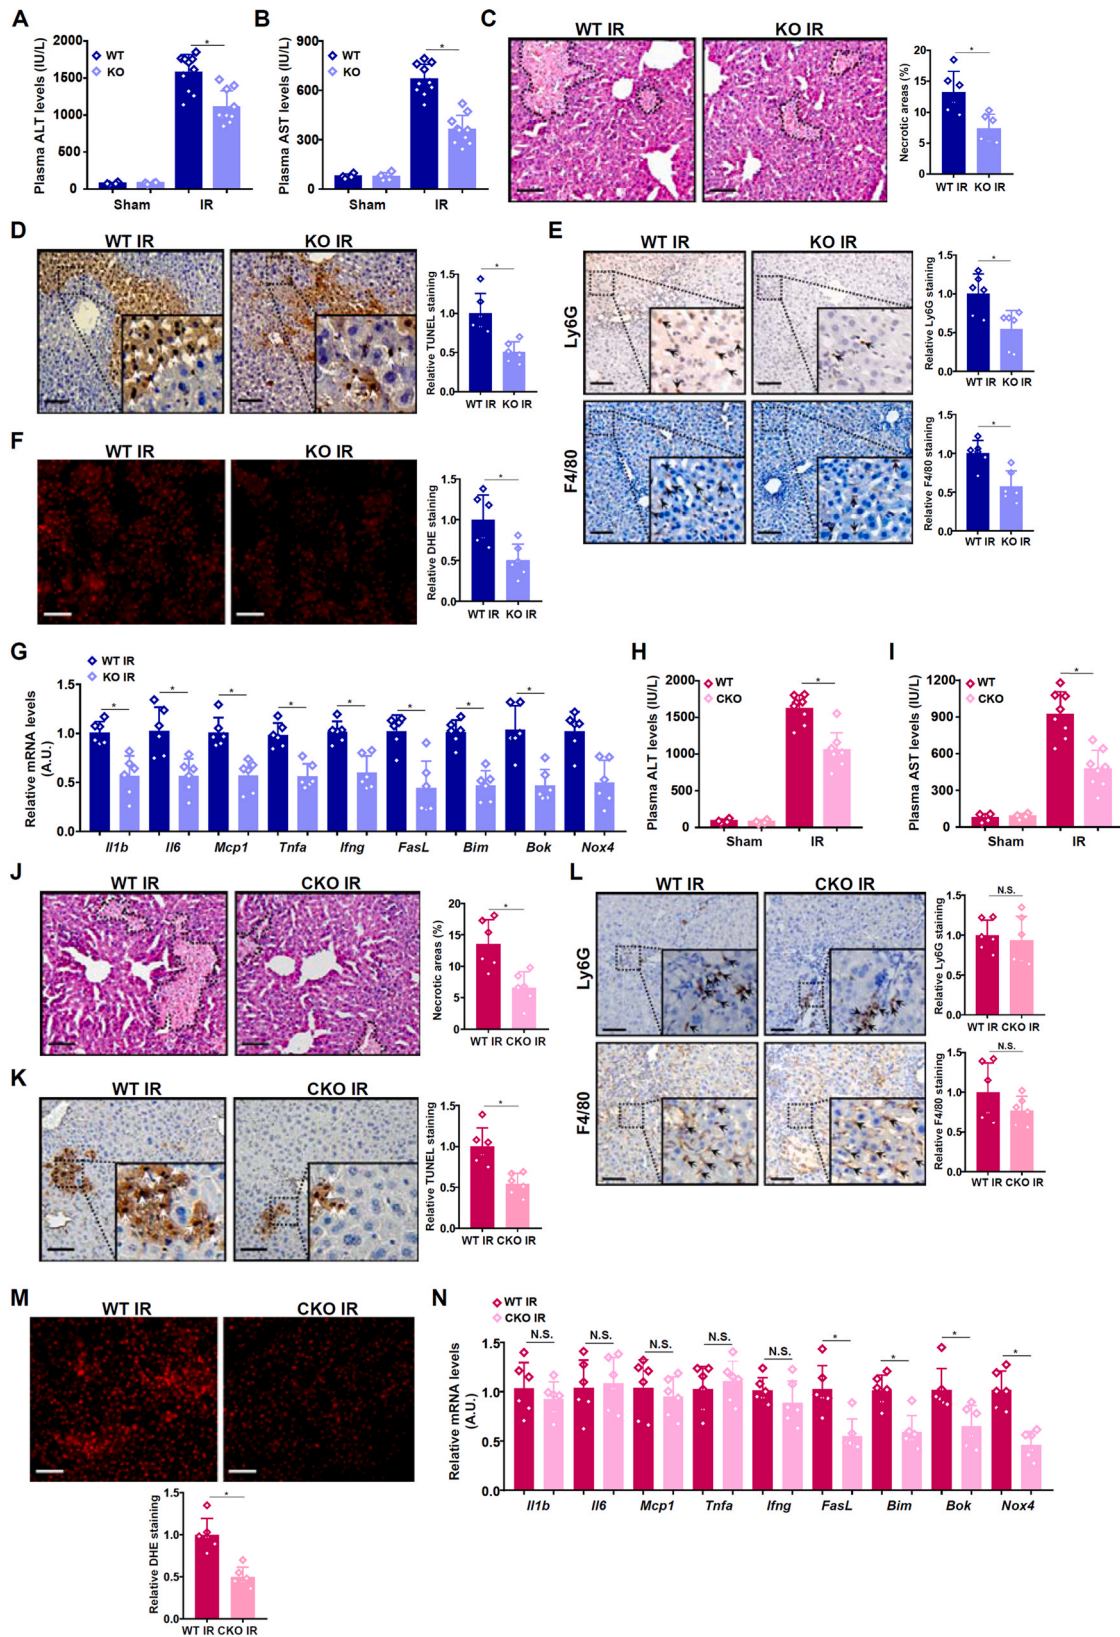 A
Plasma ALT levels (IU/L)
2000
1500
1000
500
0
WT
KO
*
Sham
IR
B
Plasma AST levels (IU/L)
900
600
300
0
WT
KO
*
Sham
IR
C
WT IR
KO IR
Necrotic areas (%)
20
15
10
5
0
*
WT IR KO IR
D
WT IR
KO IR
Relative TUNEL staining
1.5
1.0
0.5
0.0
*
WT IR KO IR
E
WT IR
KO IR
Ly6G
F4/80
Relative Ly6G staining
1.5
1.0
0.5
0.0
*
WT IR KO IR
Relative F4/80 staining
1.5
1.0
0.5
0.0
*
WT IR KO IR
F
WT IR
KO IR
Relative DHE staining
1.5
1.0
0.5
0.0
*
WT IR KO IR
G
WT IR
KO IR
Relative mRNA levels
(A.U.)
1.5
1.0
0.5
0.0
* * * * * * * *
Il1b Il6 Mcp1 Tnfa Ifng FasL Bim Bok Nox4
H
Plasma ALT levels (IU/L)
2000
1500
1000
500
0
WT
CKO
*
Sham
IR
I
Plasma AST levels (IU/L)
1200
900
600
300
0
WT
CKO
*
Sham
IR
J
WT IR
CKO IR
Necrotic areas (%)
20
15
10
5
0
*
WT IR CKO IR
K
WT IR
CKO IR
Relative TUNEL staining
1.5
1.0
0.5
0.0
*
WT IR CKO IR
L
WT IR
CKO IR
Ly6G
F4/80
Relative Ly6G staining
1.5
1.0
0.5
0.0
N.S.
WT IR CKO IR
Relative F4/80 staining
1.5
1.0
0.5
0.0
N.S.
WT IR CKO IR
M
WT IR
CKO IR
Relative DHE staining
1.5
1.0
0.5
0.0
*
WT IR CKO IR
N
WT IR
CKO IR
Relative mRNA levels
(A.U.)
1.5
1.0
0.5
0.0
N.S. N.S. N.S. N.S. N.S. * * * *
Il1b Il6 Mcp1 Tnfa Ifng FasL Bim Bok Nox4